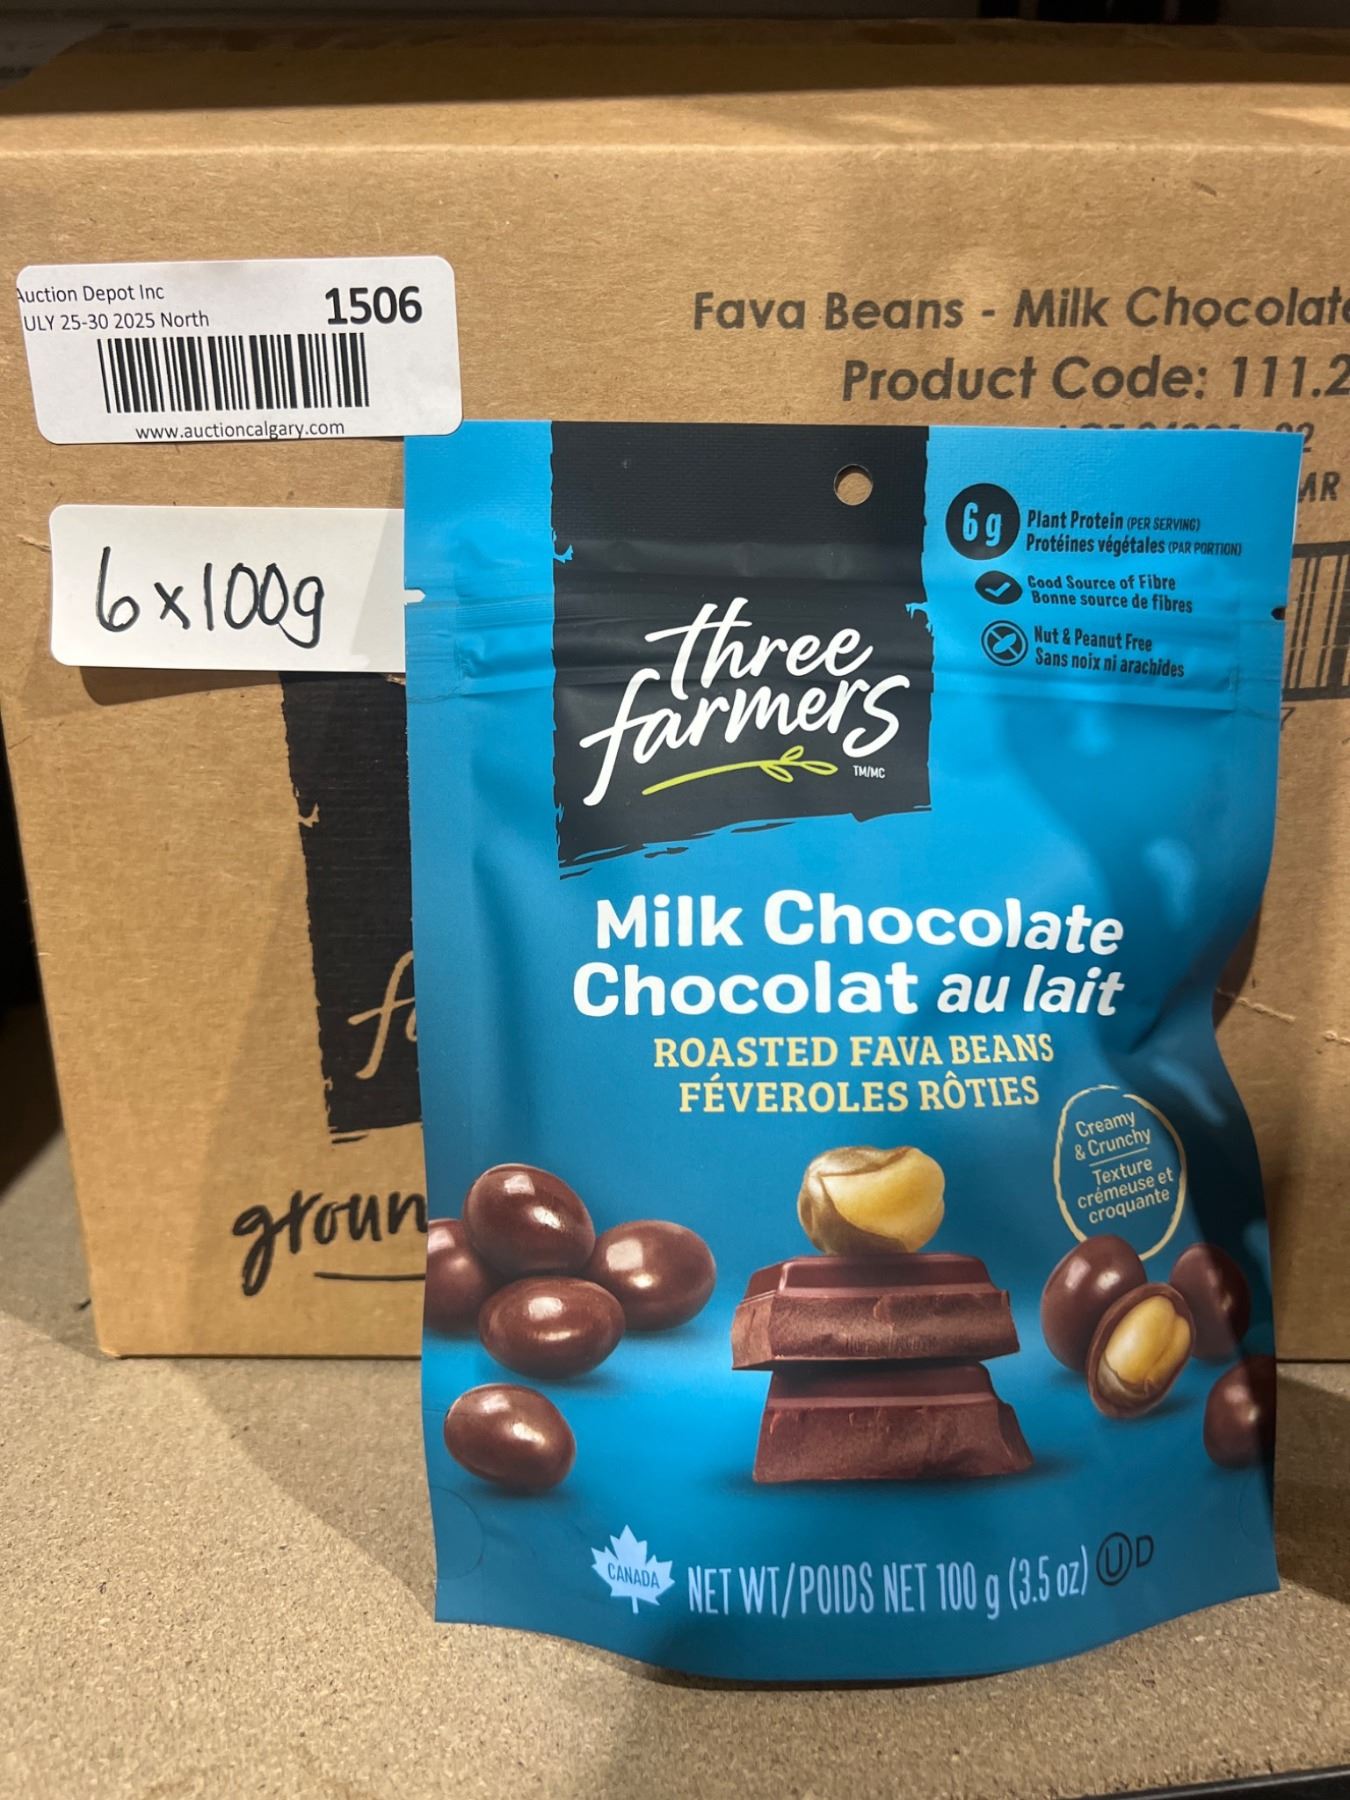 Auction Depot Inc
ULY 25-30 2025 North
1506
www.auctioncalgary.com
Fava Beans - Milk Chocolate
Product Code: 111.2
6x100g
groun
three
farmers
TM/MC
6 g
Plant Protein (PER SERVING)
Protéines végétales (PAR PORTION)
Good Source of Fibre
Bonne source de fibres
Nut & Peanut Free
Sans noix ni arachides
Milk Chocolate
Chocolat au lait
ROASTED FAVA BEANS
FÉVEROLES RÔTIES
Creamy
& Crunchy
Texture
crémeuse et
croquante
CANADA
NET WT/POIDS NET 100 g (3.5 oz)
U D